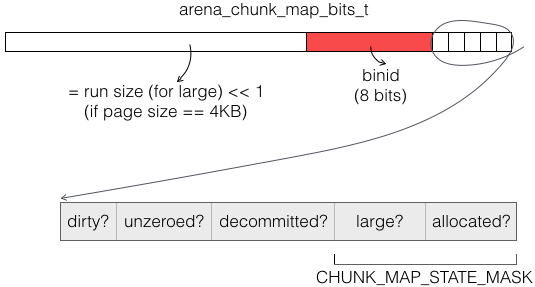 arena_chunk_map_bits_t
= run size (for large) << 1
(if page size == 4KB)
binid
(8 bits)
dirty? unzeroed? decommitted? large? allocated?
CHUNK_MAP_STATE_MASK